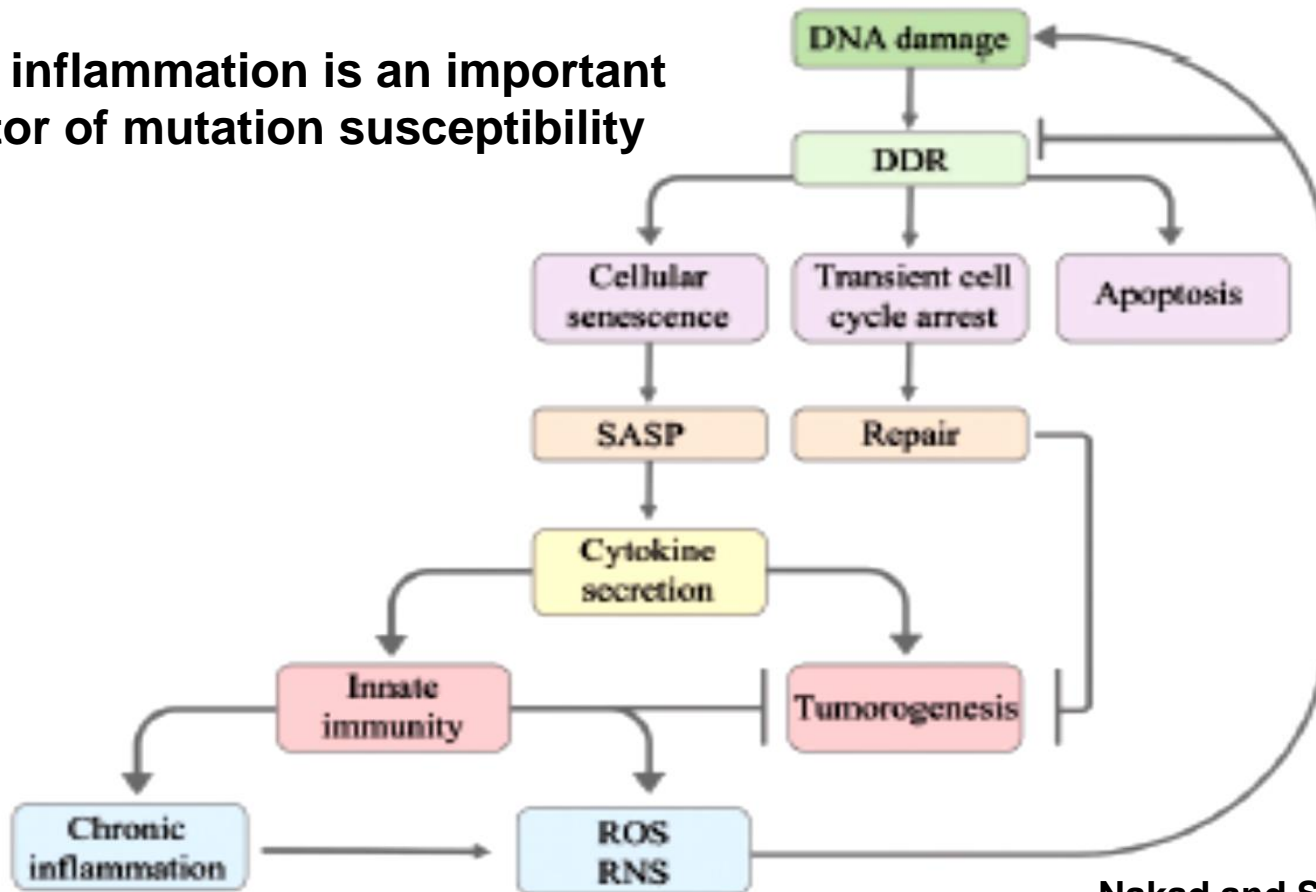 inflammation is an important
of mutation susceptibility
DNA damage
DDR
Cellular
senescence
Transient cell
cycle arrest
Apoptosis
SASP
Repair
Cytokine
secretion
Innate
immunity
Tumorogenesis
Chronic
inflammation
ROS
RNS
Nakad and